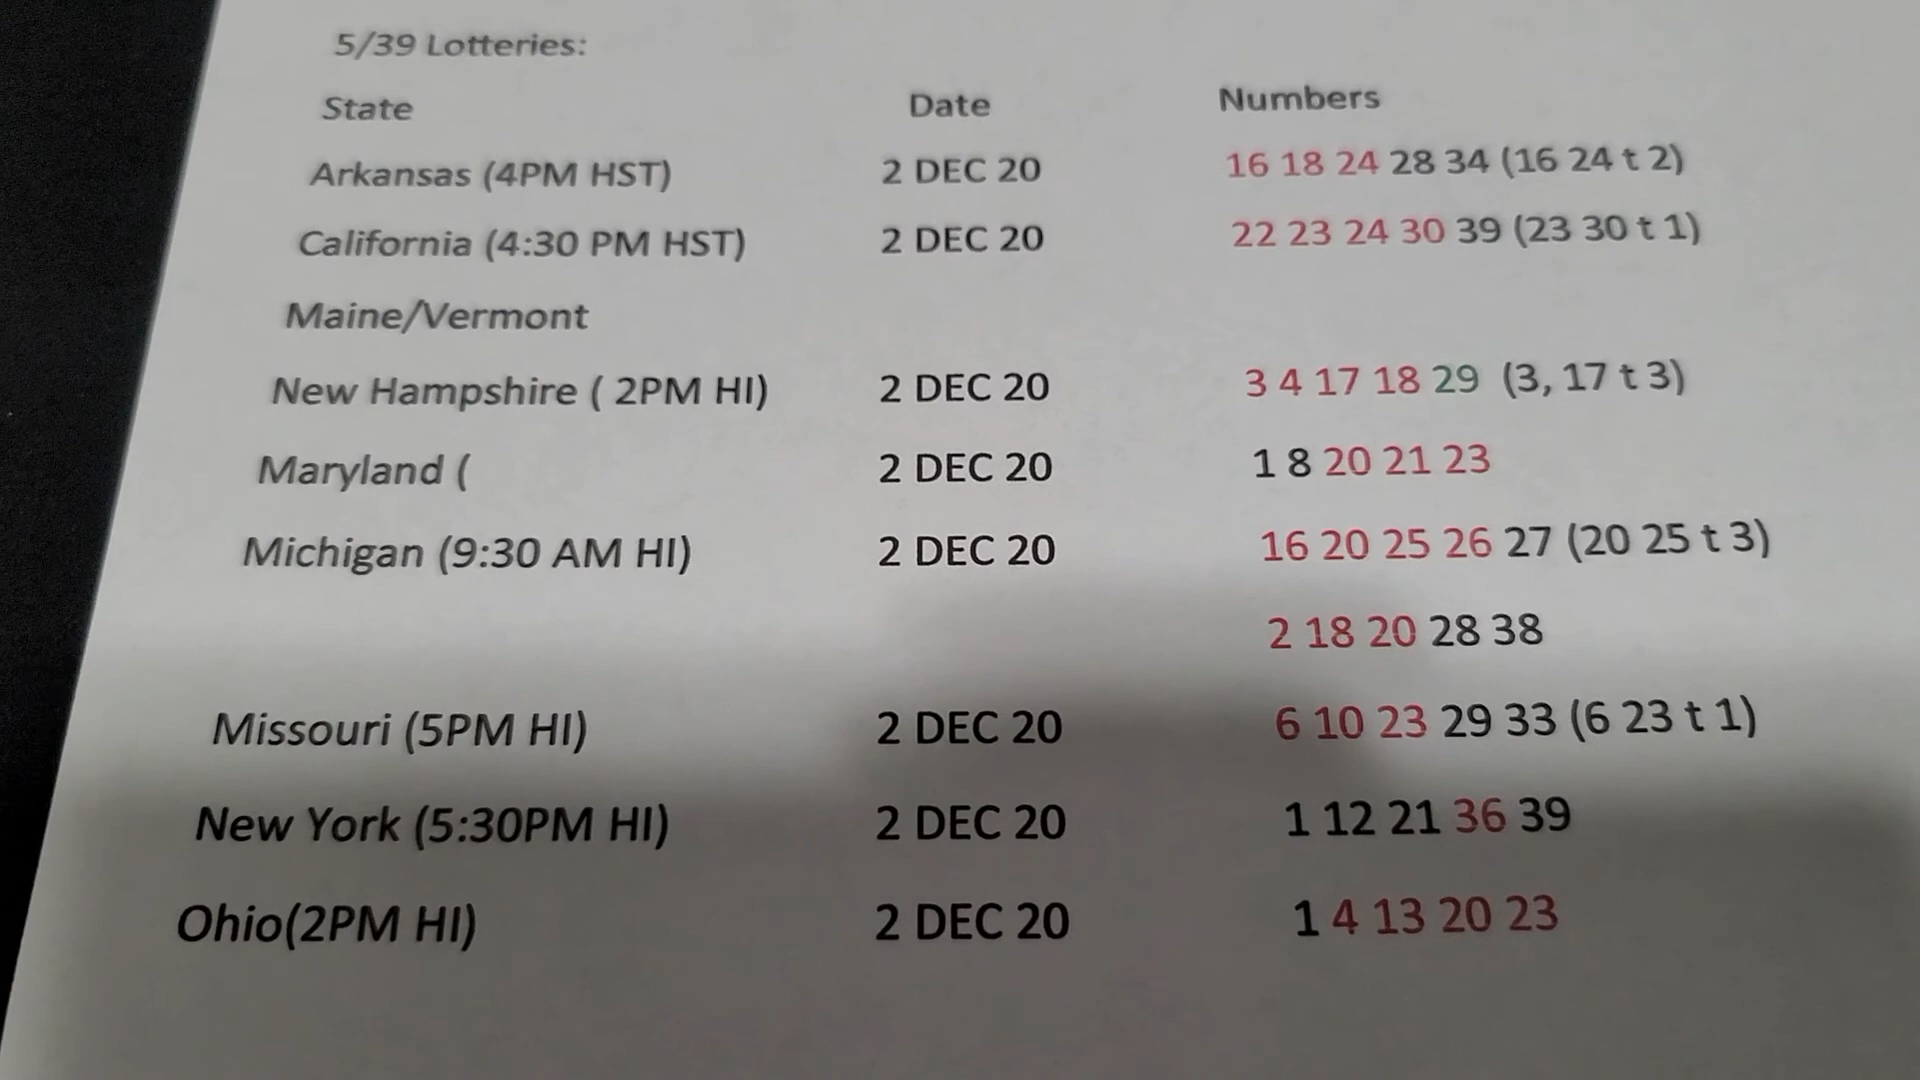 5/39 Lotteries:
State Date Numbers
Arkansas (4PM HST) 2 DEC 20 16 18 24 28 34 (16 24 t 2)
California (4:30 PM HST) 2 DEC 20 22 23 24 30 39 (23 30 t 1)
Maine/Vermont
New Hampshire ( 2PM HI) 2 DEC 20 3 4 17 18 29 (3, 17 t 3)
Maryland ( 2 DEC 20 1 8 20 21 23
Michigan (9:30 AM HI) 2 DEC 20 16 20 25 26 27 (20 25 t 3)
2 18 20 28 38
Missouri (5PM HI) 2 DEC 20 6 10 23 29 33 (6 23 t 1)
New York (5:30PM HI) 2 DEC 20 1 12 21 36 39
Ohio(2PM HI) 2 DEC 20 1 4 13 20 23